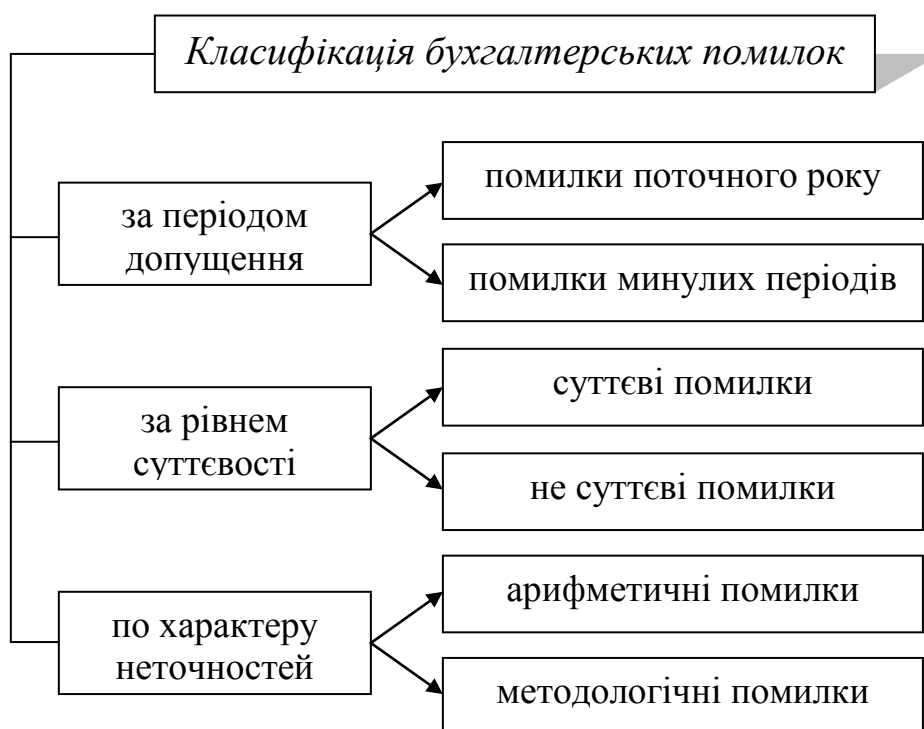 Класифікація бухгалтерських помилок
за періодом
допущення
помилки поточного року
помилки минулих періодів
за рівнем
суттєвості
суттєві помилки
не суттєві помилки
по характеру
неточностей
арифметичні помилки
методологічні помилки